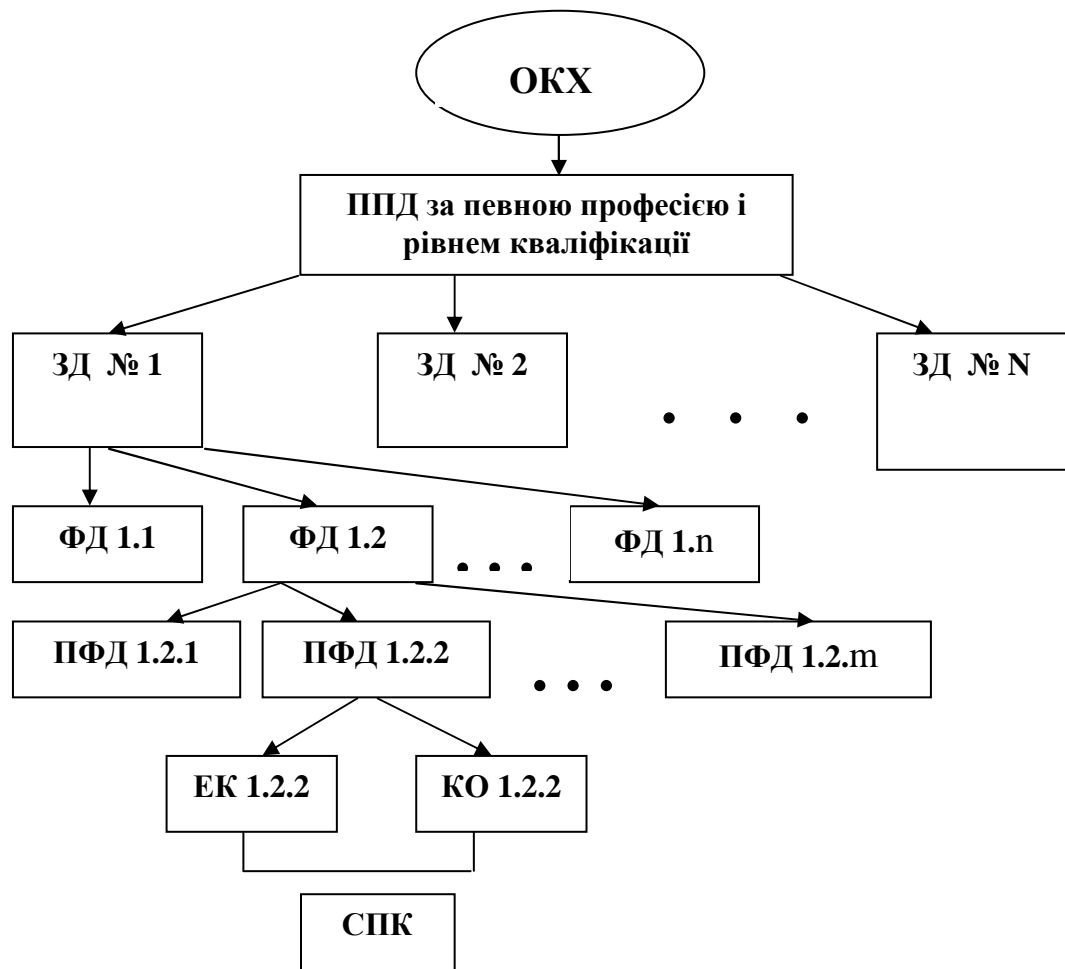 ОКХ
ППД за певною професією і
рівнем кваліфікації
ЗД № 1
ЗД № 2
ЗД № N
. . .
ФД 1.1
ФД 1.2
. . .
ФД 1.n
ПФД 1.2.1
ПФД 1.2.2
. . .
ПФД 1.2.m
ЕК 1.2.2
КО 1.2.2
СПК